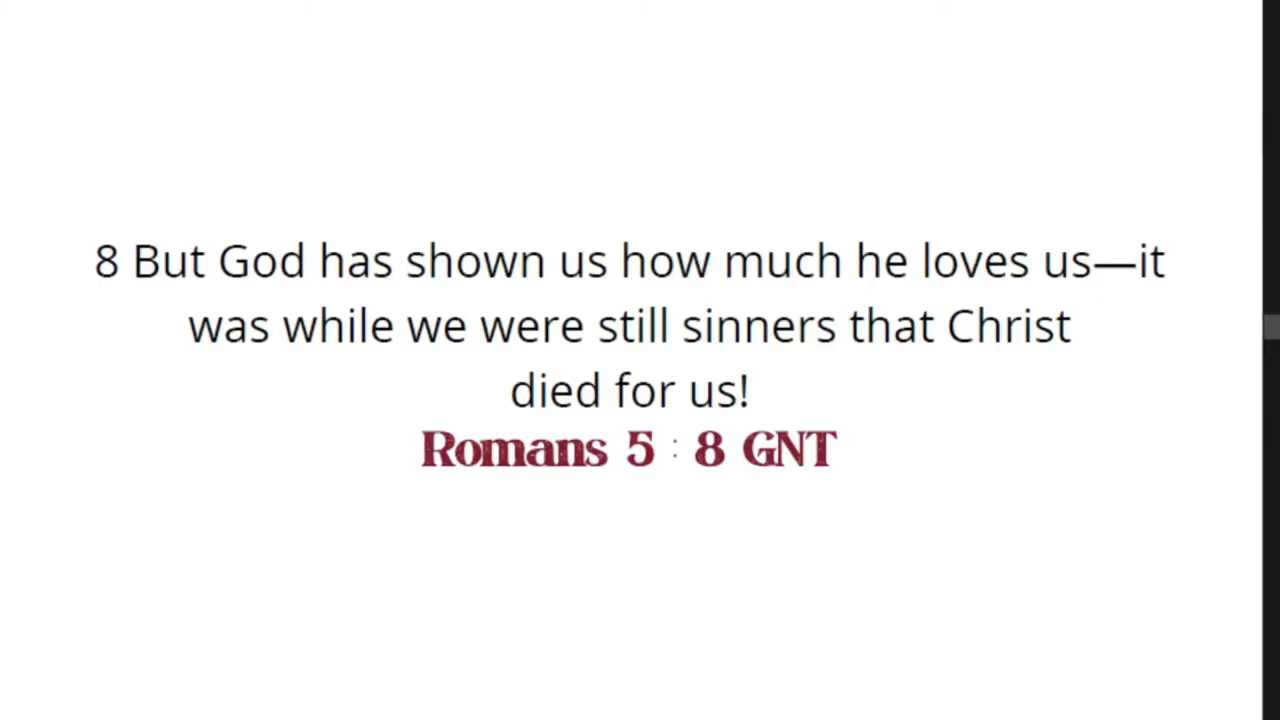 8 But God has shown us how much he loves us—it
was while we were still sinners that Christ
died for us!
Romans 5 : 8 GNT